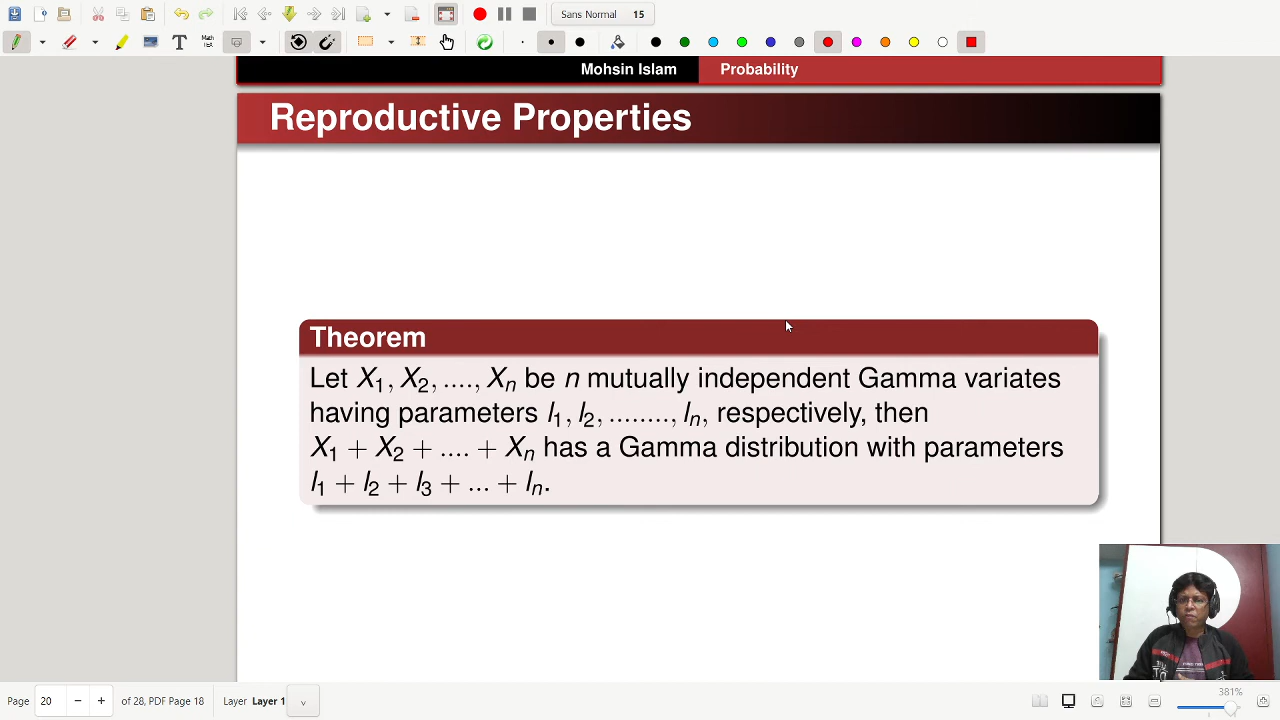 Sans Normal 15
Mohsin Islam Probability
Reproductive Properties
Theorem
Let X₁, X₂, ...., Xₙ be n mutually independent Gamma variates
having parameters l₁, l₂, ........, lₙ, respectively, then
X₁ + X₂ + .... + Xₙ has a Gamma distribution with parameters
l₁ + l₂ + l₃ + ... + lₙ.
Page 20 of 28, PDF Page 18 Layer Layer 1
381%